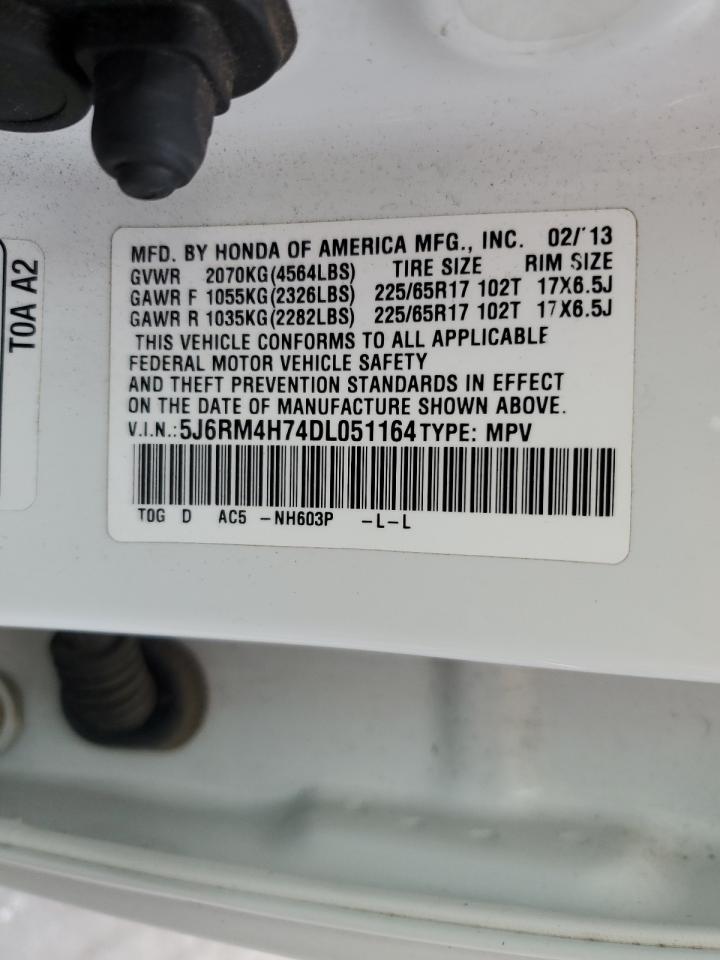 MFD. BY HONDA OF AMERICA MFG., INC. 02/13
GVWR 2070KG(4564LBS) TIRE SIZE RIM SIZE
GAWR F 1055KG(2326LBS) 225/65R17 102T 17X6.5J
GAWR R 1035KG(2282LBS) 225/65R17 102T 17X6.5J
THIS VEHICLE CONFORMS TO ALL APPLICABLE
FEDERAL MOTOR VEHICLE SAFETY
AND THEFT PREVENTION STANDARDS IN EFFECT
ON THE DATE OF MANUFACTURE SHOWN ABOVE.
V.I.N.: 5J6RM4H74DL051164 TYPE: MPV
T0G D AC5 -NH603P -L-L
T0A A2